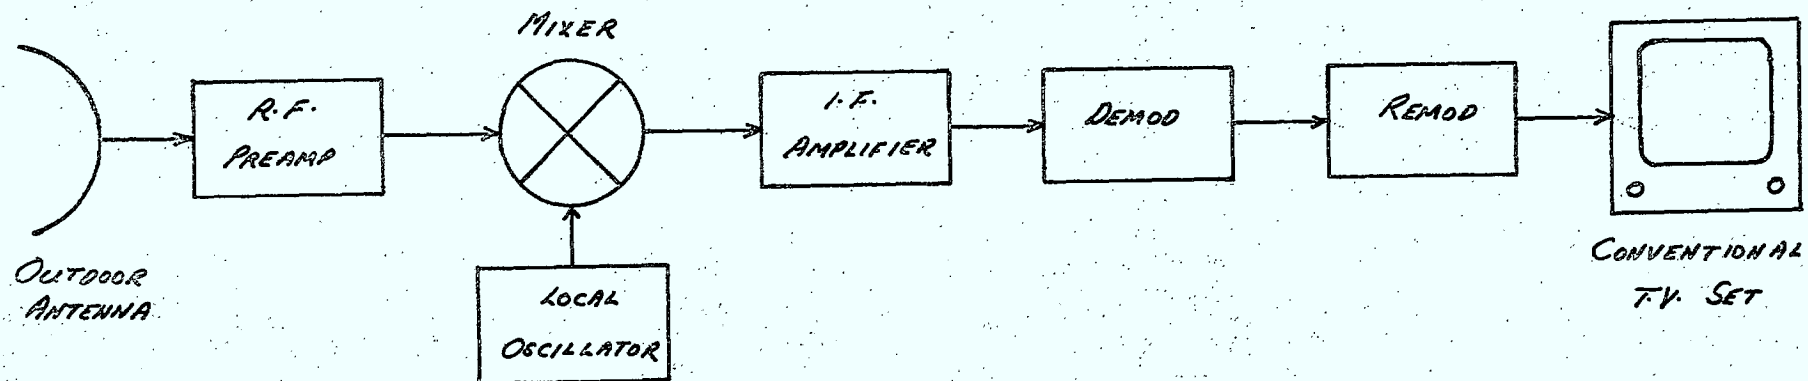 MIXER
OUTDOOR
ANTENNA
R.F.
PREAMP
LOCAL
OSCILLATOR
I.F.
AMPLIFIER
DEMOD
REMOD
CONVENTIONAL
T.V. SET